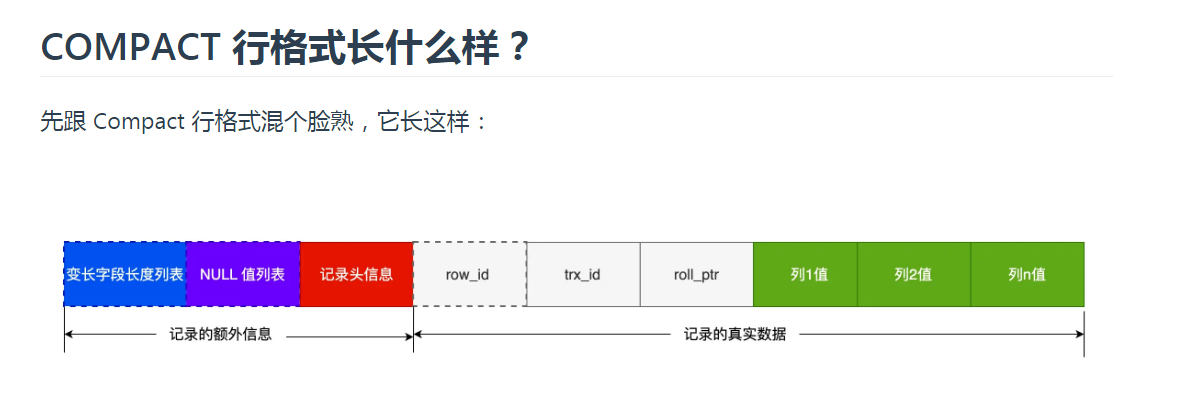 COMPACT 行格式长什么样？
先跟 Compact 行格式混个脸熟，它长这样：
变长字段长度列表 NULL 值列表 记录头信息 row_id trx_id roll_ptr 列1值 列2值 列n值
记录的额外信息 记录的真实数据